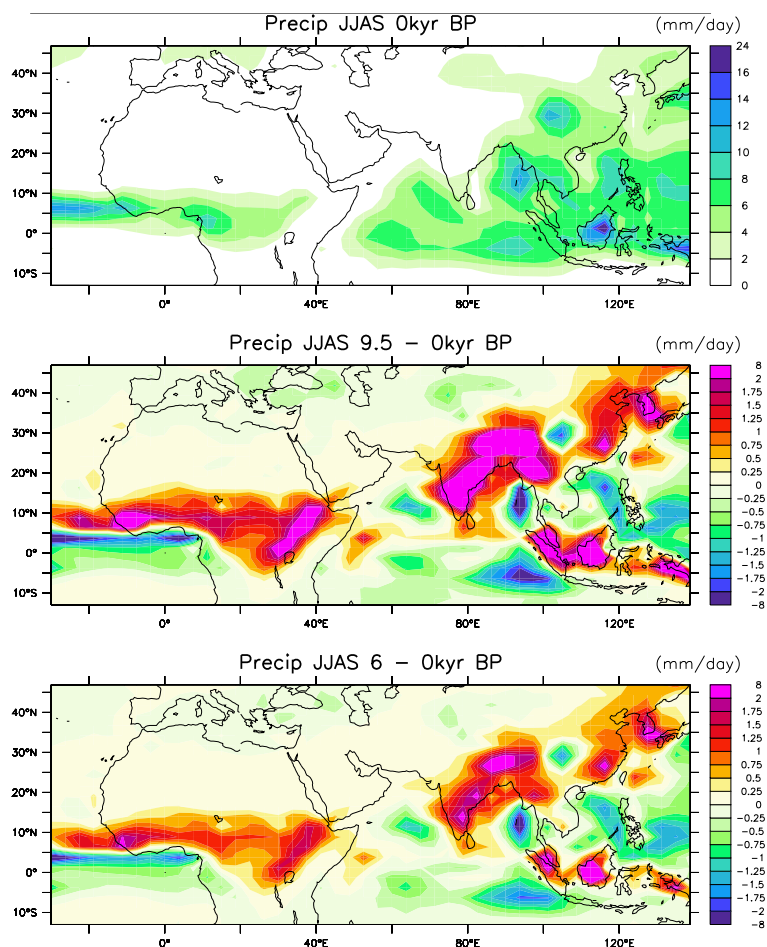 Precip JJAS 0kyr BP (mm/day)
24
16
14
12
10
8
6
4
2
0
40°N
30°N
20°N
10°N
0°
10°S
0° 40°E 80°E 120°E
Precip JJAS 9.5 - 0kyr BP (mm/day)
8
2
1.75
1.5
1.25
1
0.75
0.5
0.25
0
-0.25
-0.5
-0.75
-1
-1.25
-1.5
-1.75
-2
-8
40°N
30°N
20°N
10°N
0°
10°S
0° 40°E 80°E 120°E
Precip JJAS 6 - 0kyr BP (mm/day)
8
2
1.75
1.5
1.25
1
0.75
0.5
0.25
0
-0.25
-0.5
-0.75
-1
-1.25
-1.5
-1.75
-2
-8
40°N
30°N
20°N
10°N
0°
10°S
0° 40°E 80°E 120°E